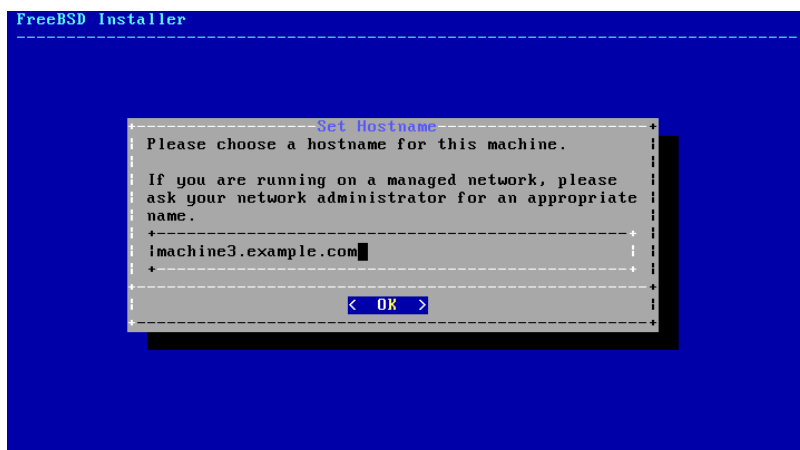 FreeBSD Installer
Set Hostname
Please choose a hostname for this machine.
If you are running on a managed network, please
ask your network administrator for an appropriate
name.
machine3.example.com
< OK >